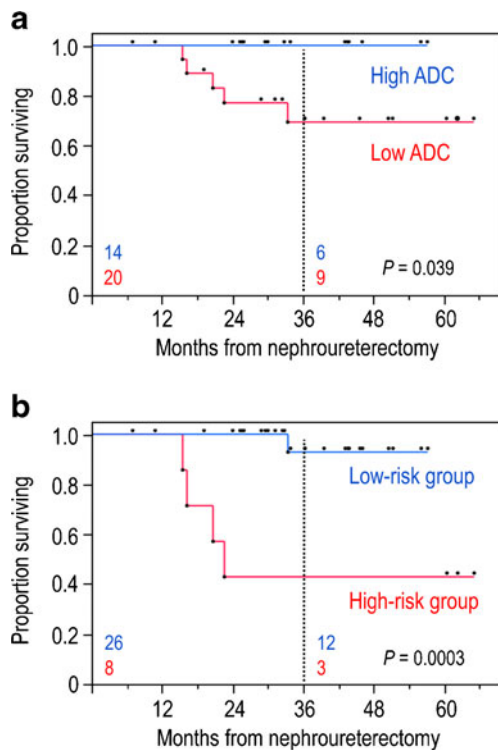 a
Proportion surviving
1.0
0.8
0.6
0.4
0.2
0
High ADC
Low ADC
14 6
20 9
P = 0.039
12 24 36 48 60
Months from nephroureterectomy
b
Proportion surviving
1.0
0.8
0.6
0.4
0.2
0
Low-risk group
High-risk group
26 12
8 3
P = 0.0003
12 24 36 48 60
Months from nephroureterectomy